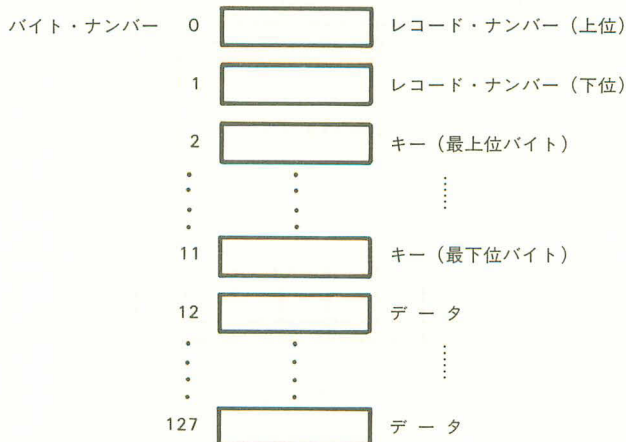 バイト・ナンバー 0 レコード・ナンバー（上位）
1 レコード・ナンバー（下位）
2 キー（最上位バイト）
11 キー（最下位バイト）
12 データ
127 データ